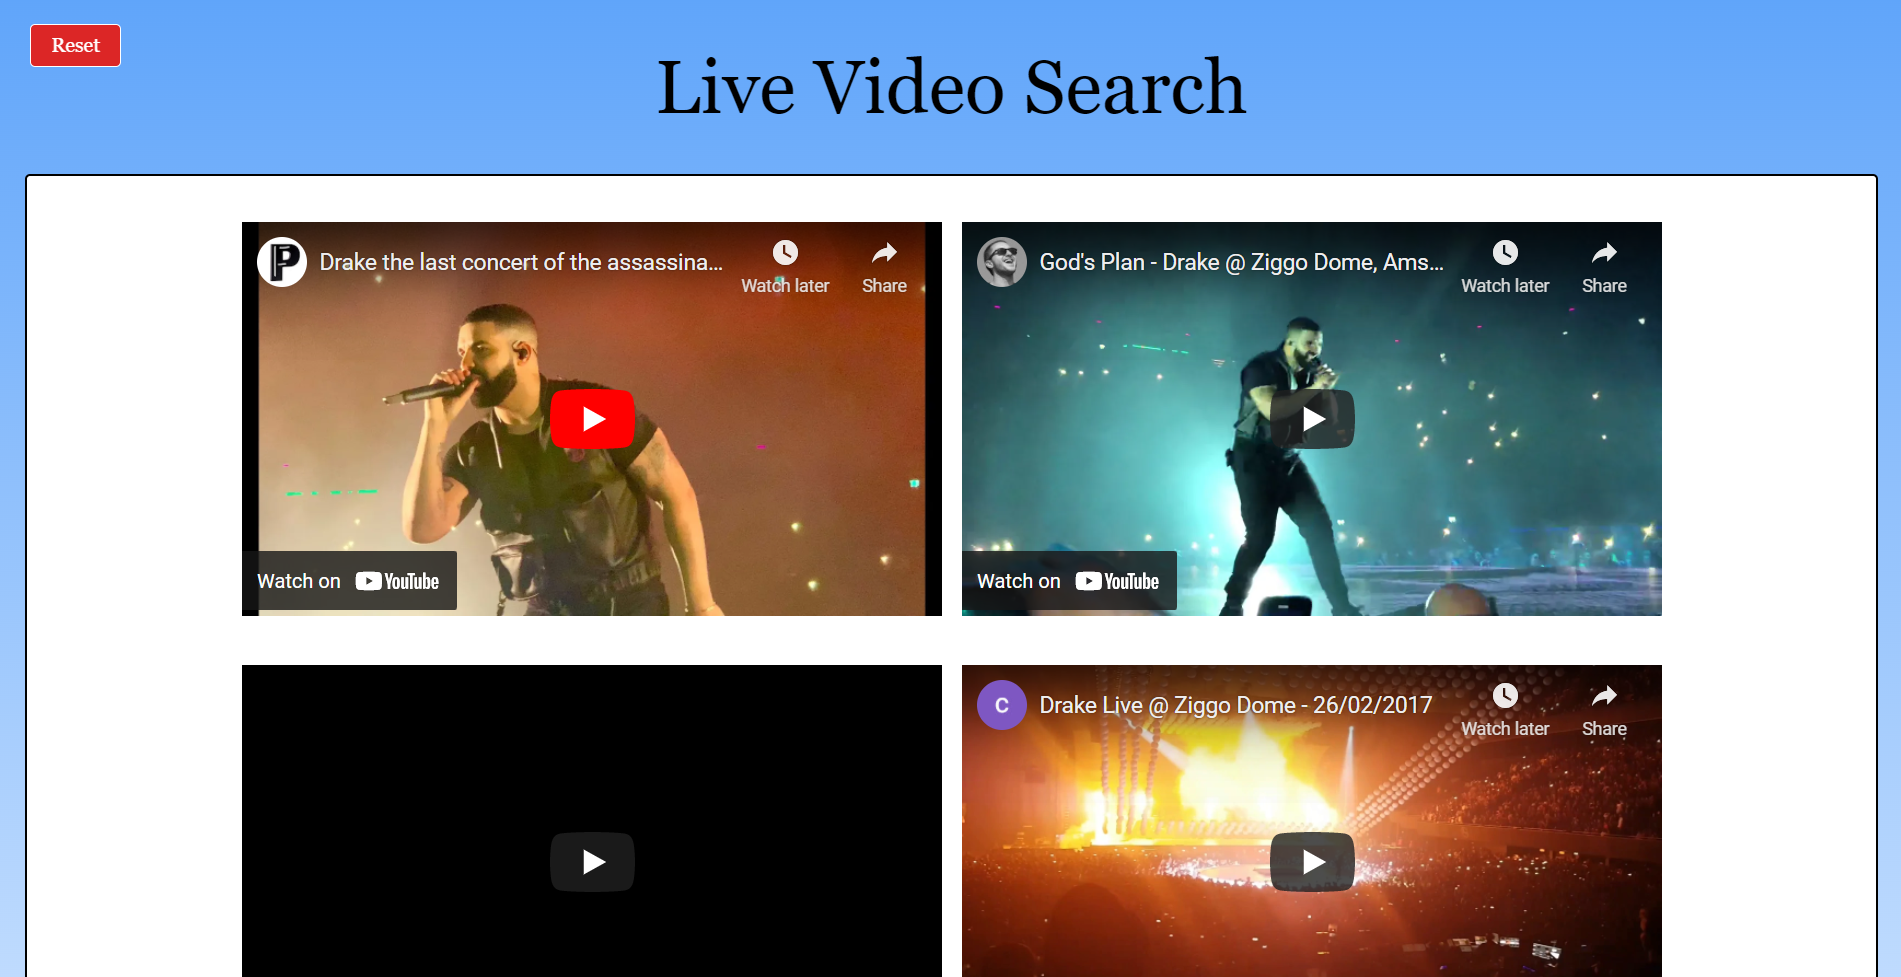 Reset
Live Video Search
P
Drake the last concert of the assassina...
Watch later
Share
Watch on YouTube
God's Plan - Drake @ Ziggo Dome, Ams...
Watch later
Share
Watch on YouTube
C
Drake Live @ Ziggo Dome - 26/02/2017
Watch later
Share